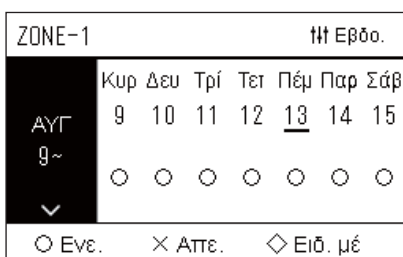 ZONE-1 Εβδο.
Κυρ Δευ Τρί Τετ Πέμ Παρ Σάβ
ΑΥΓ 9 10 11 12 13 14 15
9~
Ενε. Απε. Ειδ. μέ